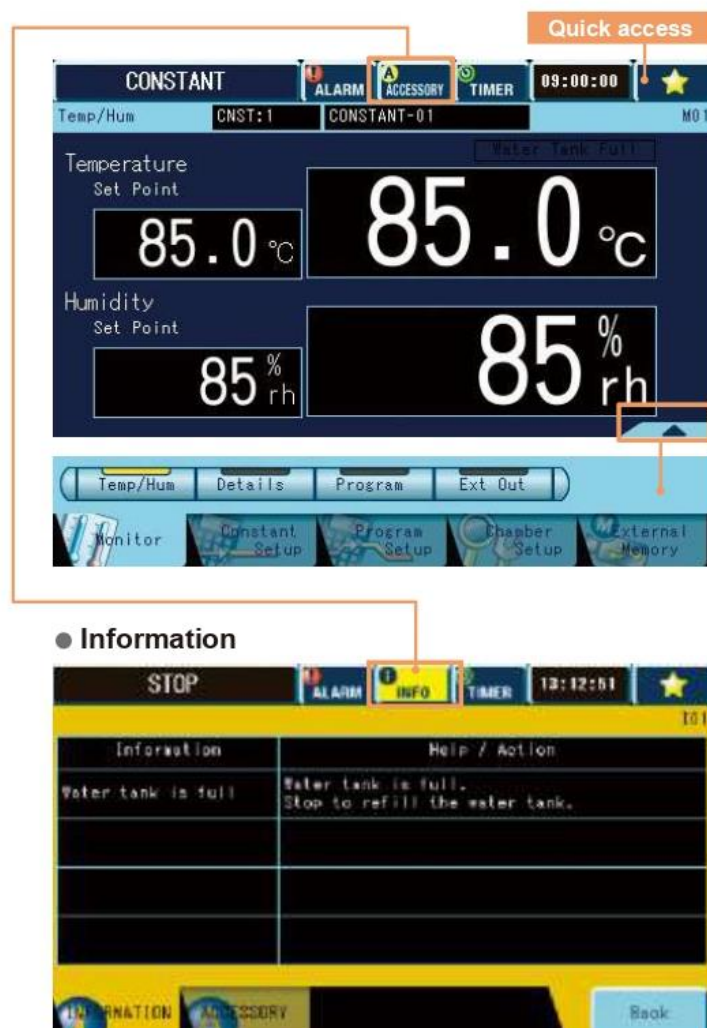 Quick access
CONSTANT
ALARM
A
ACCESSORY
TIMER
09:00:00
Temp/Hum
CNST:1
CONSTANT-01
M01
Water Tank Full
Temperature
Set Point
85.0 ℃
85.0 ℃
Humidity
Set Point
85 % rh
85 % rh
Temp/Hum
Details
Program
Ext Out
Monitor
Constant
Setup
Program
Setup
Chamber
Setup
External
Memory
● Information
STOP
ALARM
INFO
TIMER
13:12:51
I01
Information
Help / Action
Water tank is full
Water tank is full.
Stop to refill the water tank.
INFORMATION
ACCESSORY
Back